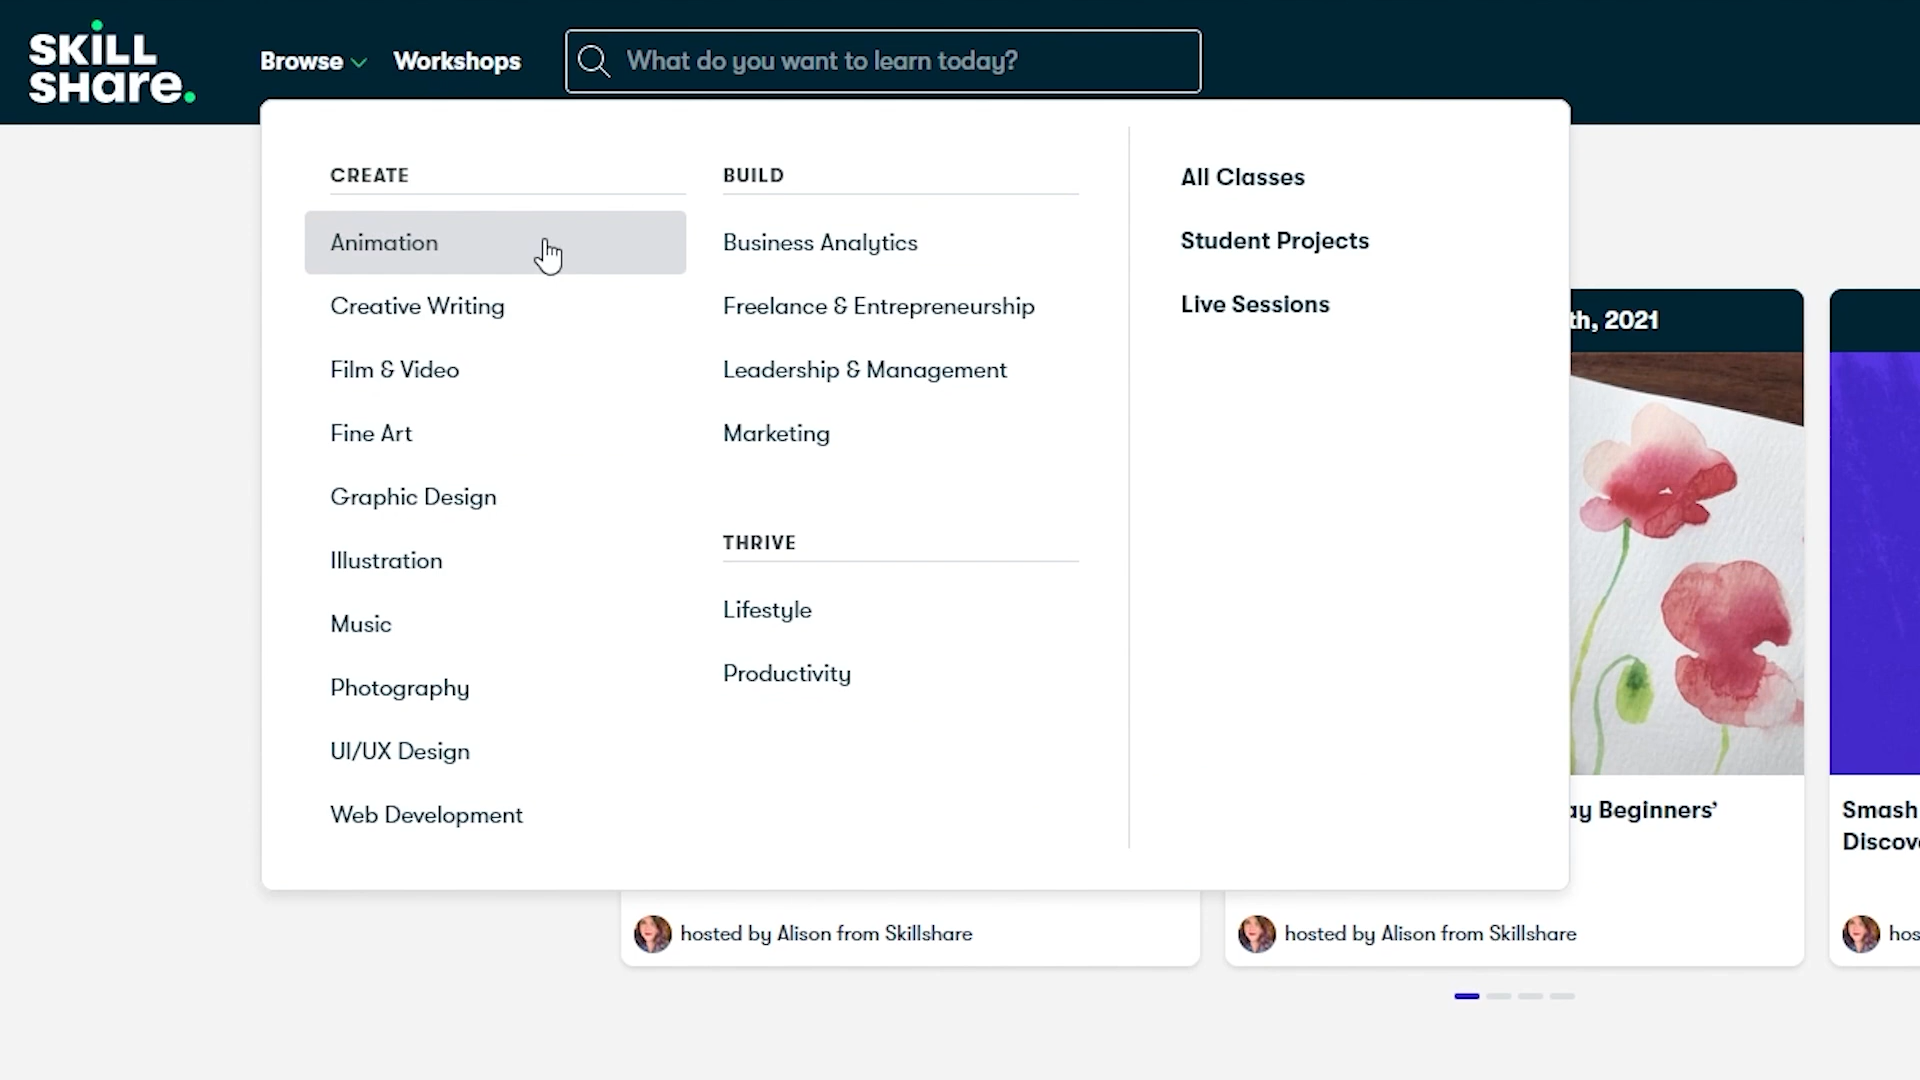 SKILL
SHare.
Browse
Workshops
What do you want to learn today?
CREATE
Animation
Creative Writing
Film & Video
Fine Art
Graphic Design
Illustration
Music
Photography
UI/UX Design
Web Development
BUILD
Business Analytics
Freelance & Entrepreneurship
Leadership & Management
Marketing
THRIVE
Lifestyle
Productivity
All Classes
Student Projects
Live Sessions
th, 2021
ay Beginners’
Smash
Discov
hosted by Alison from Skillshare
hosted by Alison from Skillshare
hos